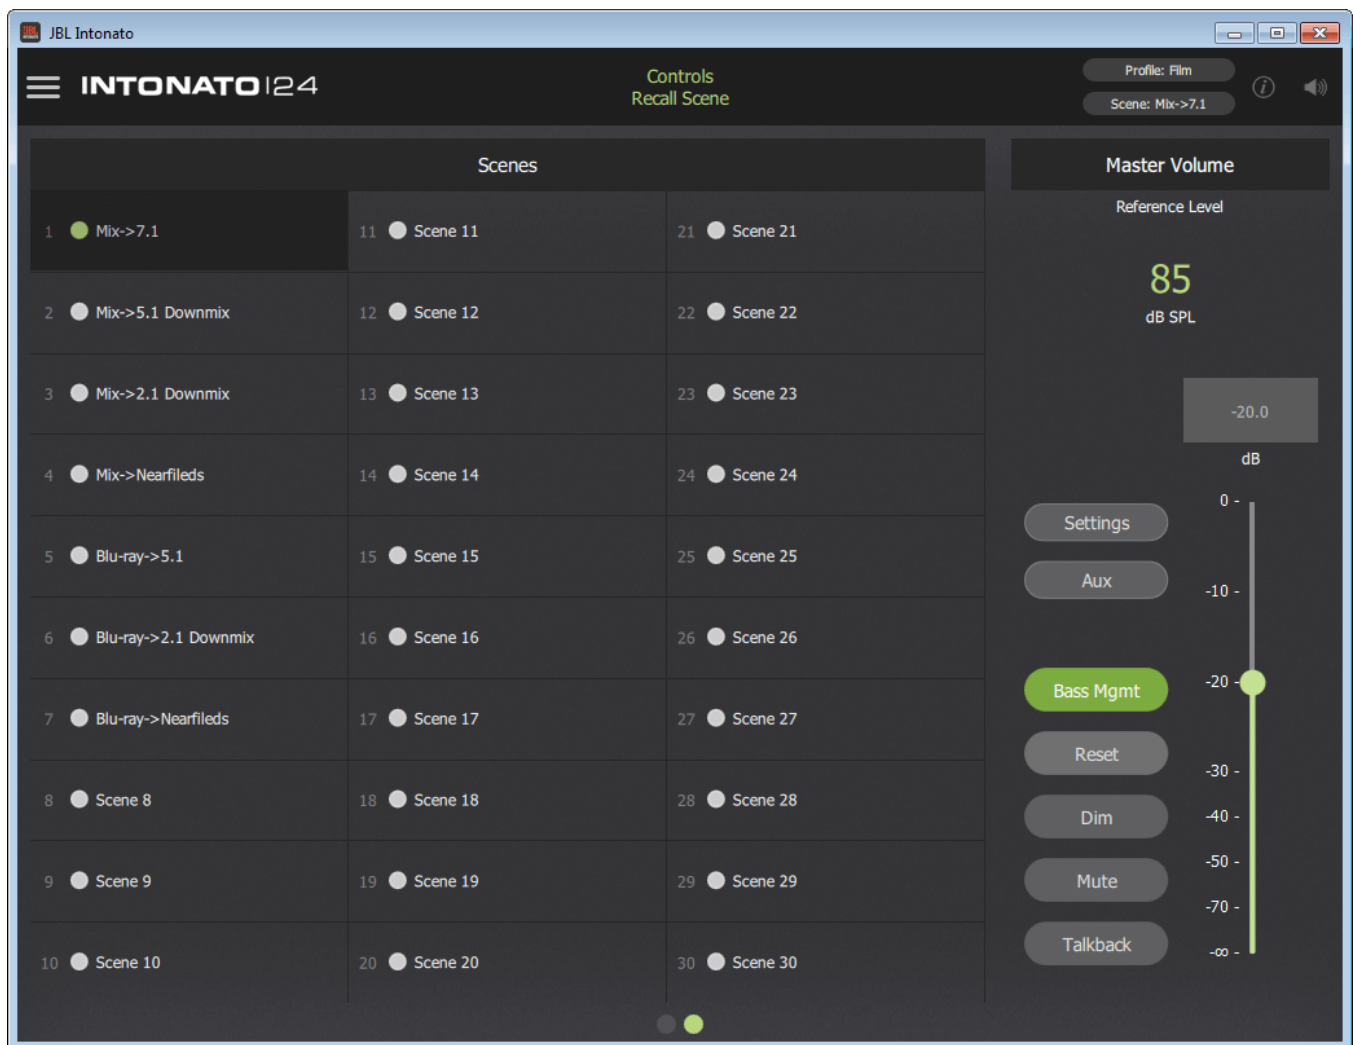 JBL Intonato
INTONATO|24
Controls
Recall Scene
Profile: Film
Scene: Mix->7.1
Scenes
1 Mix->7.1
2 Mix->5.1 Downmix
3 Mix->2.1 Downmix
4 Mix->Nearfileds
5 Blu-ray->5.1
6 Blu-ray->2.1 Downmix
7 Blu-ray->Nearfileds
8 Scene 8
9 Scene 9
10 Scene 10
11 Scene 11
12 Scene 12
13 Scene 13
14 Scene 14
15 Scene 15
16 Scene 16
17 Scene 17
18 Scene 18
19 Scene 19
20 Scene 20
21 Scene 21
22 Scene 22
23 Scene 23
24 Scene 24
25 Scene 25
26 Scene 26
27 Scene 27
28 Scene 28
29 Scene 29
30 Scene 30
Master Volume
Reference Level
85
dB SPL
-20.0
dB
Settings
Aux
Bass Mgmt
Reset
Dim
Mute
Talkback
0 -
-10 -
-20 -
-30 -
-40 -
-50 -
-70 -
-∞ -